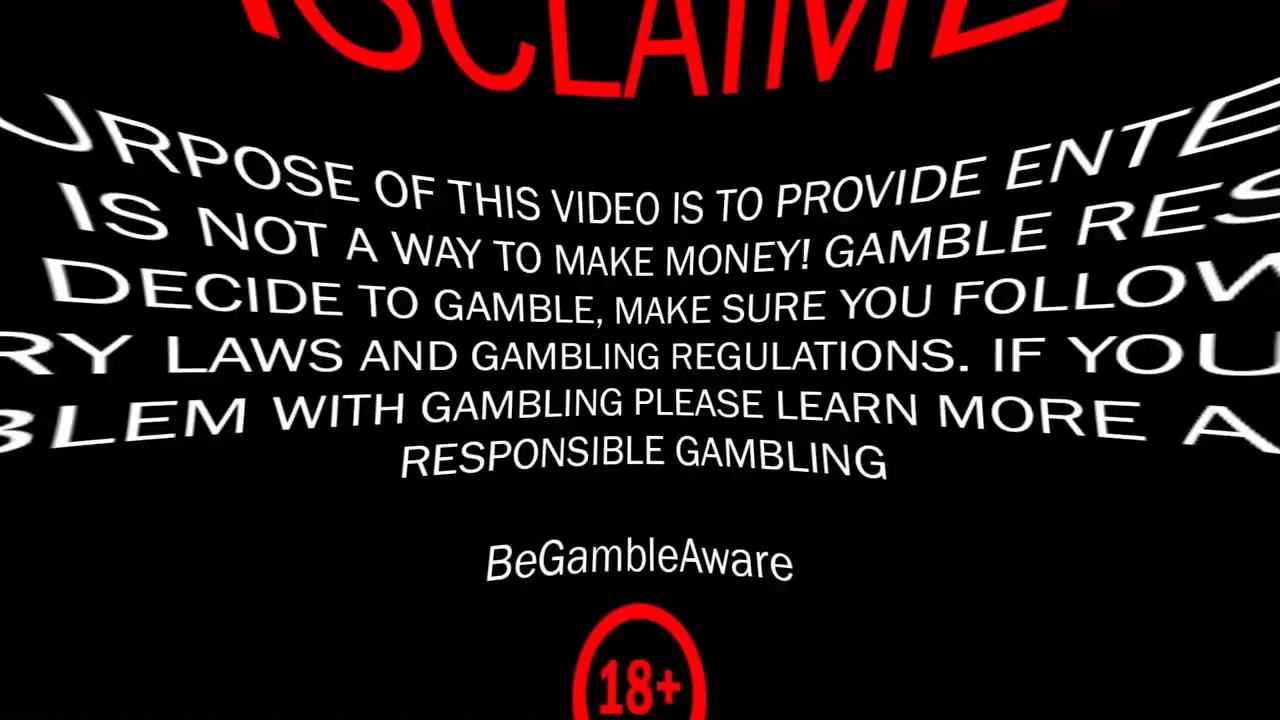 SCLAIME
URPOSE OF THIS VIDEO IS TO PROVIDE ENTE
IS NOT A WAY TO MAKE MONEY! GAMBLE RES
DECIDE TO GAMBLE, MAKE SURE YOU FOLLOW
RY LAWS AND GAMBLING REGULATIONS. IF YOU
BLEM WITH GAMBLING PLEASE LEARN MORE A
RESPONSIBLE GAMBLING
BeGambleAware
18+